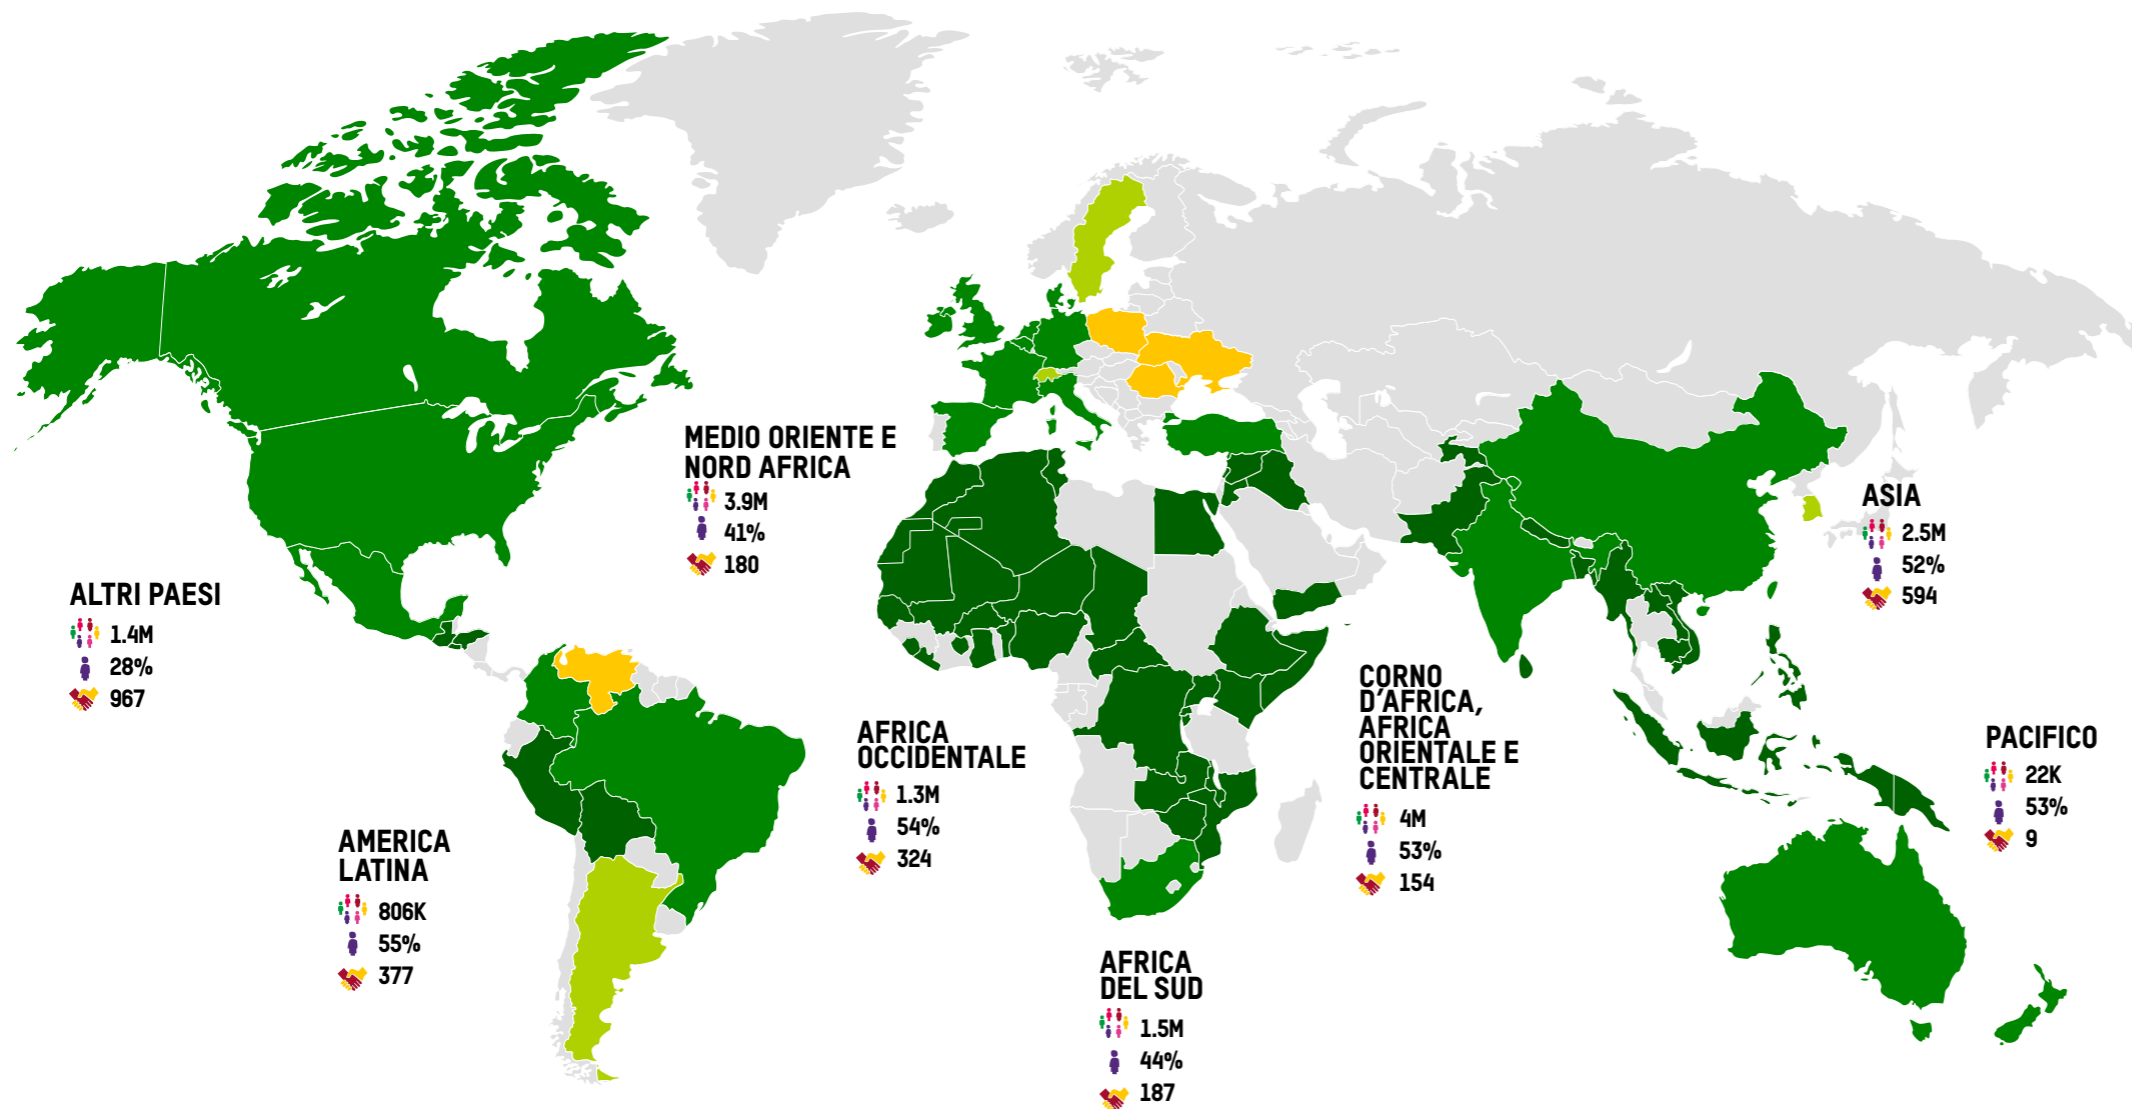 MEDIO ORIENTE E
NORD AFRICA
3.9M
41%
180
ASIA
2.5M
52%
594
ALTRI PAESI
1.4M
28%
967
CORNO
D'AFRICA,
AFRICA
ORIENTALE E
CENTRALE
4M
53%
154
AFRICA
OCCIDENTALE
1.3M
54%
324
PACIFICO
22K
53%
9
AMERICA
LATINA
806K
55%
377
AFRICA
DEL SUD
1.5M
44%
187